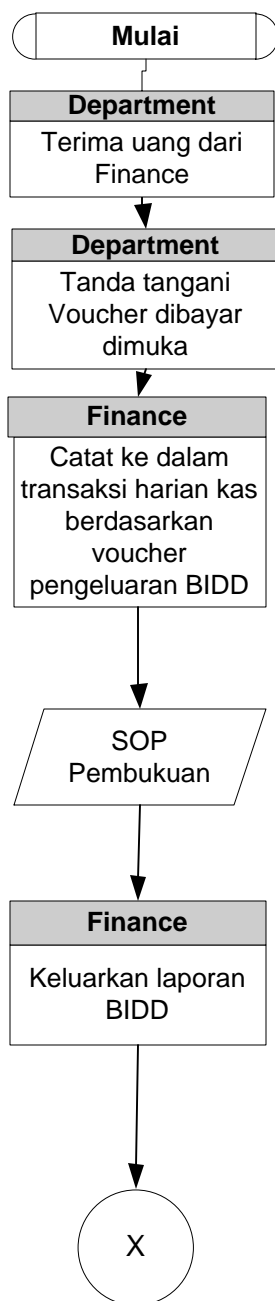 Mulai
Department
Terima uang dari
Finance
Department
Tanda tangani
Voucher dibayar
dimuka
Finance
Catat ke dalam
transaksi harian kas
berdasarkan
voucher
pengeluaran BIDD
SOP
Pembukuan
Finance
Keluarkan laporan
BIDD
X